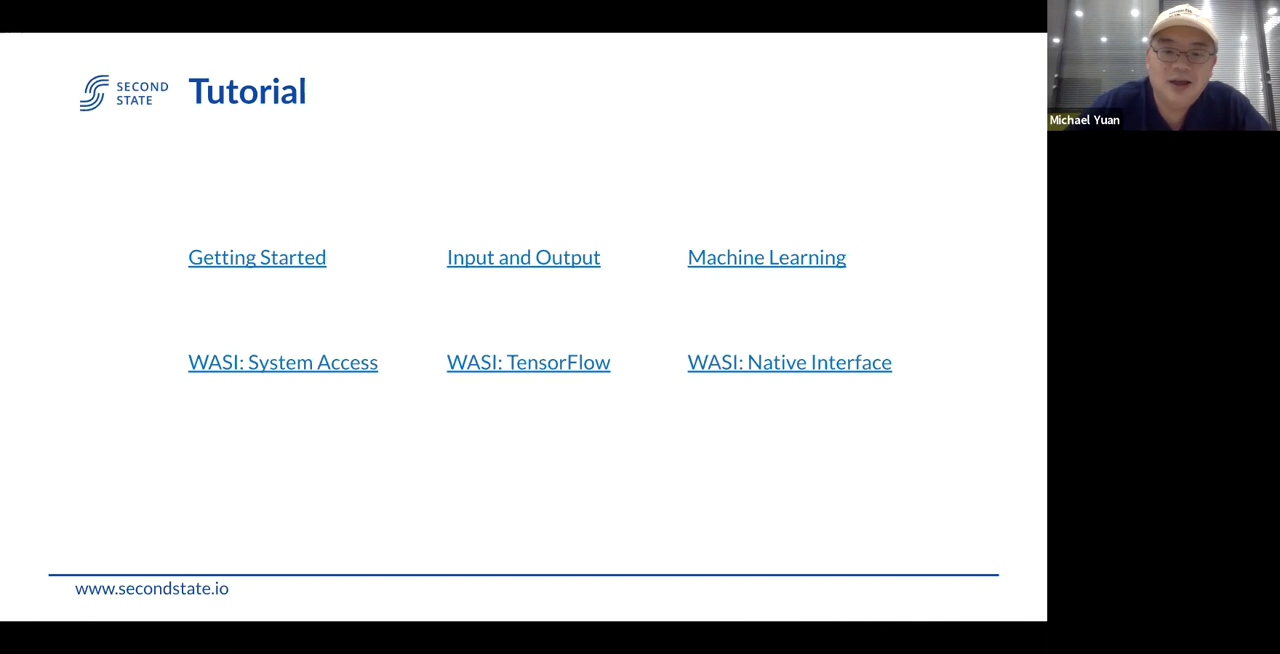 SECOND
STATE
Tutorial
Getting Started
Input and Output
Machine Learning
WASI: System Access
WASI: TensorFlow
WASI: Native Interface
www.secondstate.io
Michael Yuan